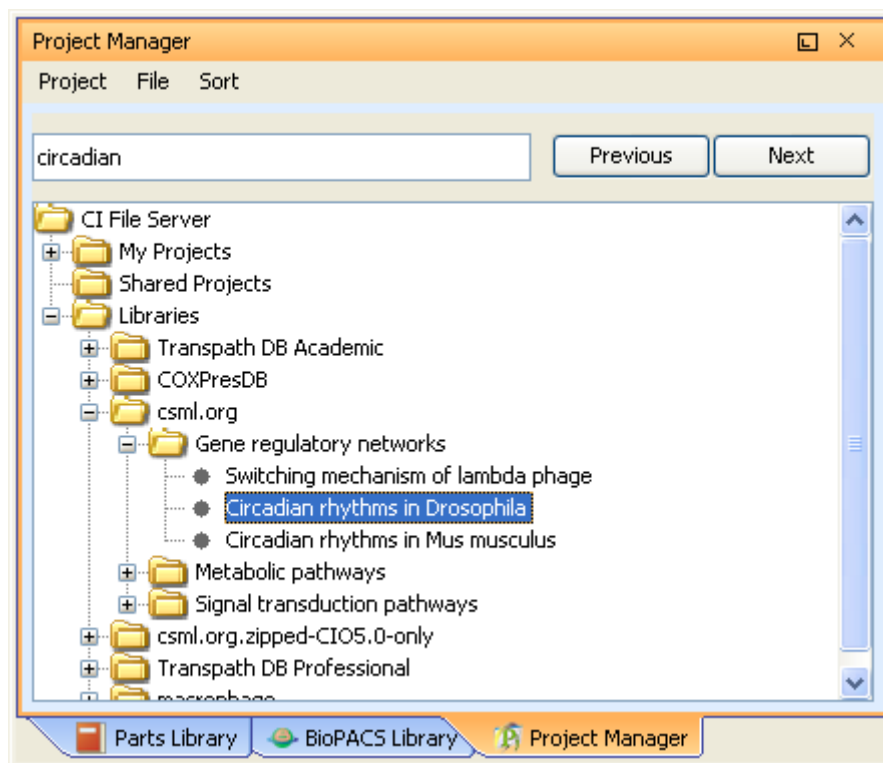 Project Manager
Project File Sort
circadian Previous Next
CI File Server
My Projects
Shared Projects
Libraries
Transpath DB Academic
COXPresDB
csml.org
Gene regulatory networks
Switching mechanism of lambda phage
Circadian rhythms in Drosophila
Circadian rhythms in Mus musculus
Metabolic pathways
Signal transduction pathways
csml.org.zipped-CIO5.0-only
Transpath DB Professional
macrophage
Parts Library BioPACS Library Project Manager